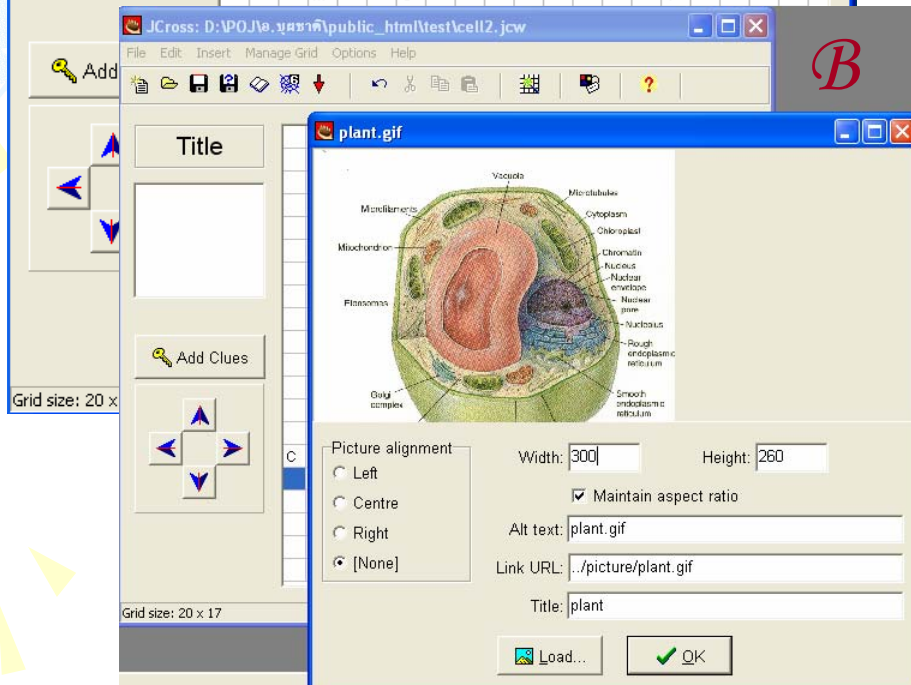 Add
Grid size: 20 x
JCross: D:\POJ\อ.บุผชาติ\public_html\test\cell2.jcw
File Edit Insert Manage Grid Options Help
B
Title
Add Clues
C
Grid size: 20 x 17
plant.gif
Vacuola
Microtubules
Microfilaments
Cytoplasm
Chloroplast
Mitochondrion
Chromatin
Nucleus
Nuclear
envelope
Nuclear
pore
Nucleolus
Rough
endoplasmic
reticulum
Golgi
complex
Smooth
endoplasmic
reticulum
Picture alignment
Left
Centre
Right
[None]
Width: 300
Height: 260
Maintain aspect ratio
Alt text: plant.gif
Link URL: ../picture/plant.gif
Title: plant
Load...
OK